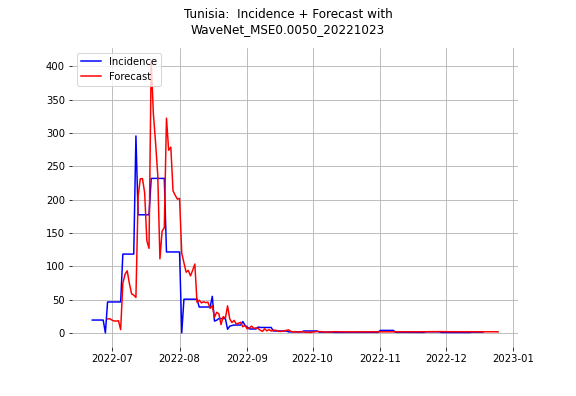 Tunisia:  Incidence + Forecast with
WaveNet_MSE0.0050_20221023
Incidence
Forecast
400
350
300
250
200
150
100
50
0
2022-07 2022-08 2022-09 2022-10 2022-11 2022-12 2023-01